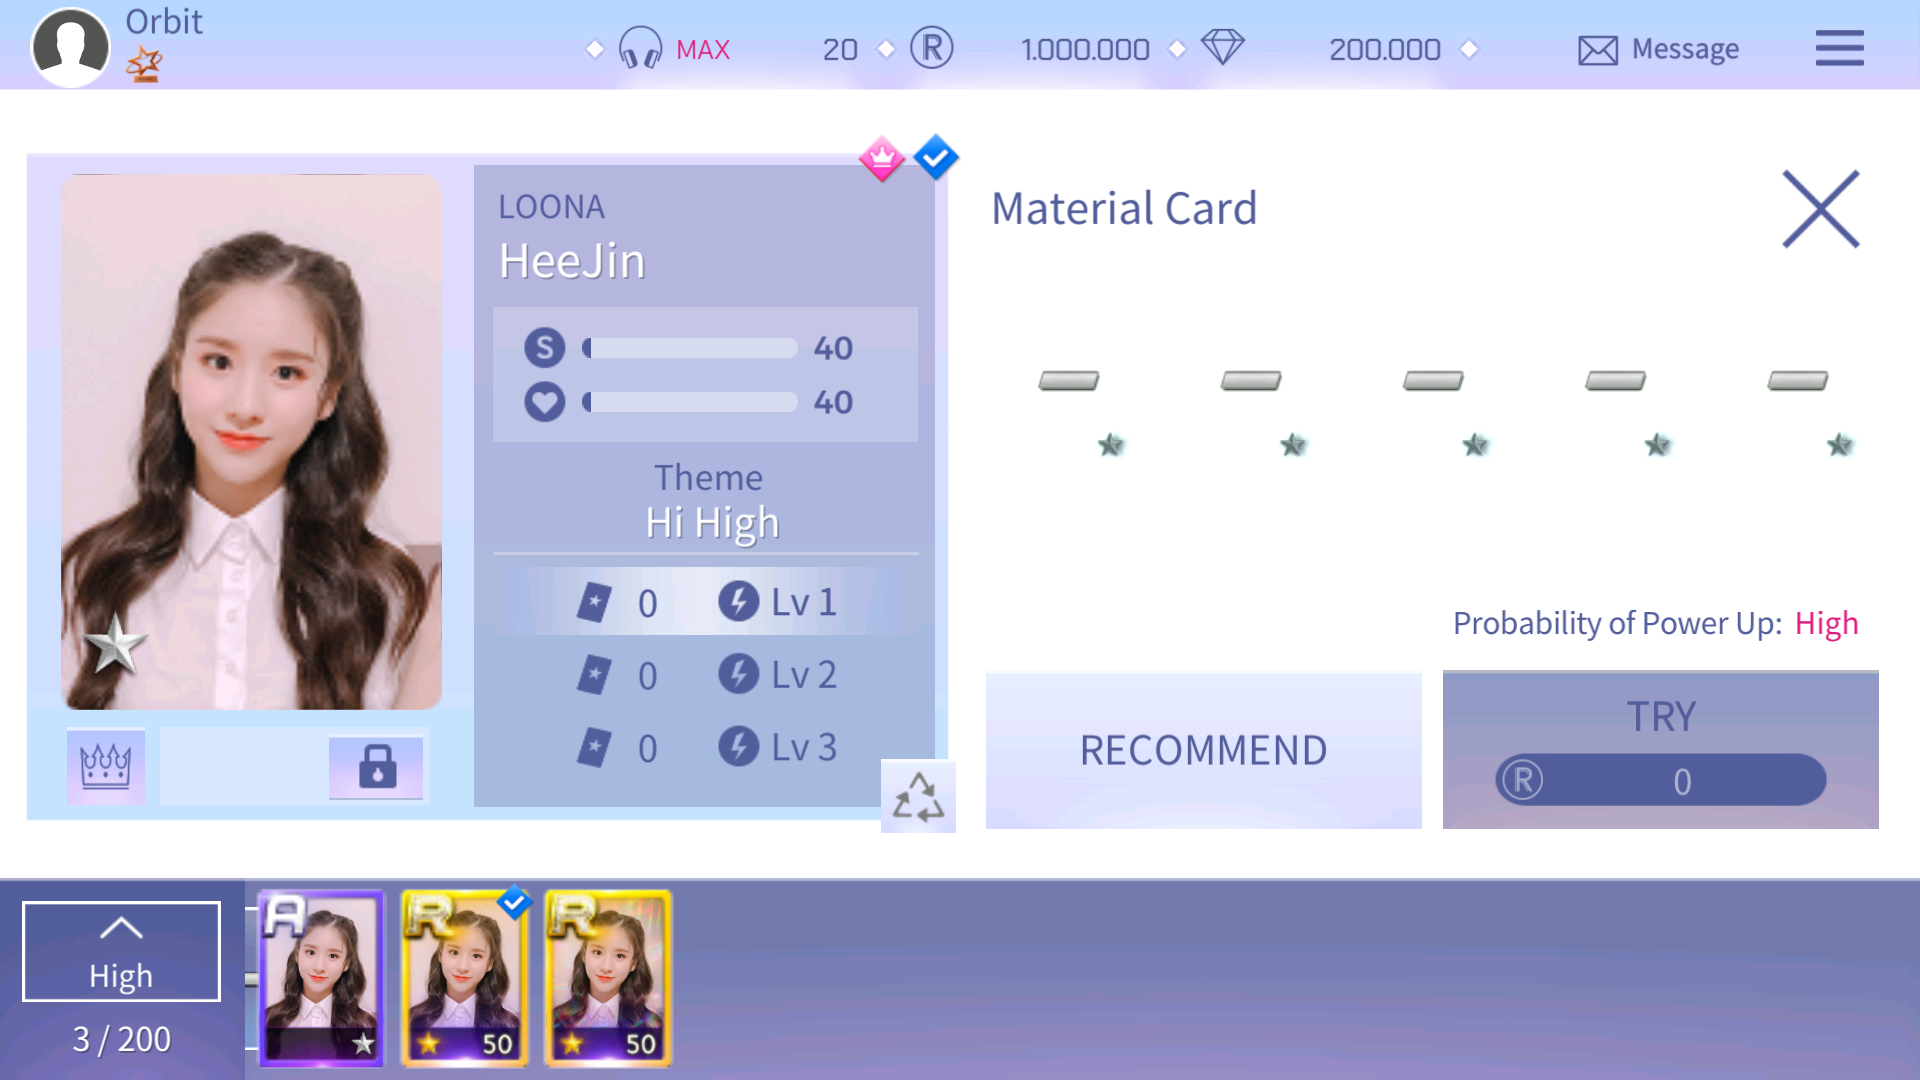 Orbit
MAX
20
R
1.000.000
200.000
Message
LOONA
HeeJin
S
40
40
Theme
Hi High
0
Lv 1
0
Lv 2
0
Lv 3
Material Card
Probability of Power Up: High
RECOMMEND
TRY
R
0
High
3 / 200
A
R
50
R
50